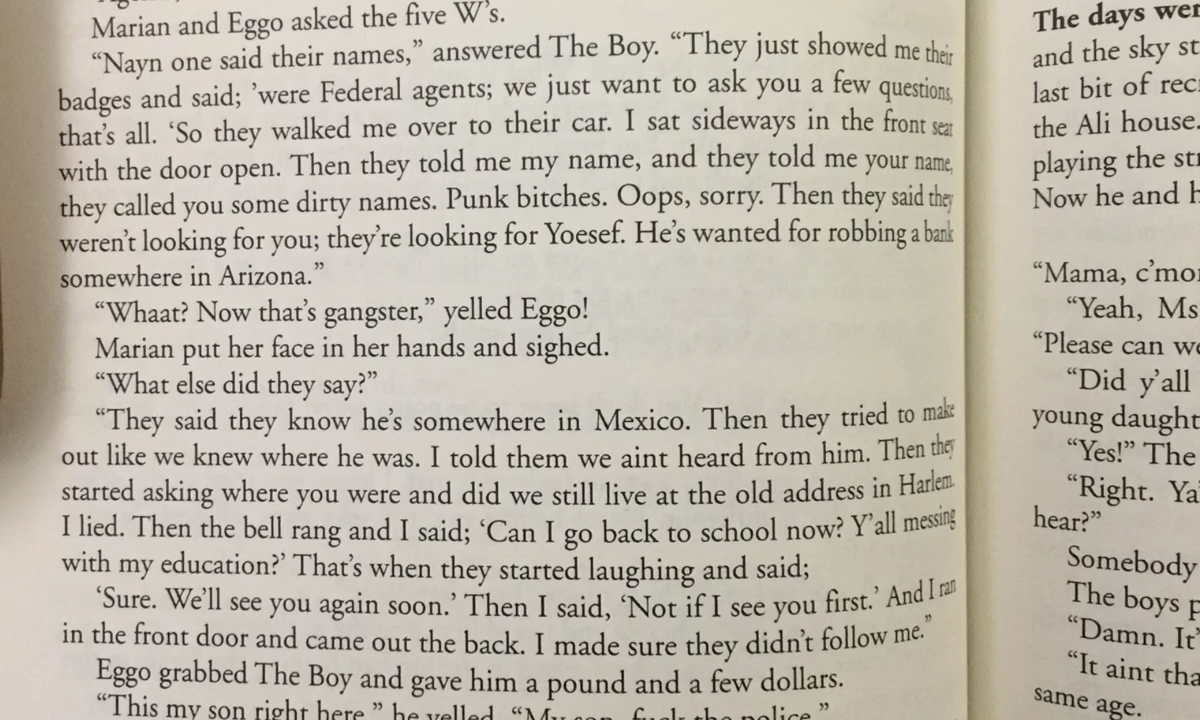 Marian and Eggo asked the five W's.
“Nayn one said their names,” answered The Boy. “They just showed me their
badges and said; ’were Federal agents; we just want to ask you a few questions,
that’s all. ‘So they walked me over to their car. I sat sideways in the front seat
with the door open. Then they told me my name, and they told me your name,
they called you some dirty names. Punk bitches. Oops, sorry. Then they said they
weren’t looking for you; they’re looking for Yoesef. He’s wanted for robbing a bank
somewhere in Arizona.”
“Whaat? Now that’s gangster,” yelled Eggo!
Marian put her face in her hands and sighed.
“What else did they say?”
“They said they know he’s somewhere in Mexico. Then they tried to make
out like we knew where he was. I told them we aint heard from him. Then they
started asking where you were and did we still live at the old address in Harlem.
I lied. Then the bell rang and I said; ‘Can I go back to school now? Y’all messing
with my education?’ That’s when they started laughing and said;
‘Sure. We’ll see you again soon.’ Then I said, ‘Not if I see you first.’ And I ran
in the front door and came out the back. I made sure they didn’t follow me.”
Eggo grabbed The Boy and gave him a pound and a few dollars.
“This my son right here,” he yelled. “My son, fuck the police.”
The days
and the sky
last bit of
the Ali house.
playing the
Now he and
“Mama,
“Yeah, Ms
“Please can
“Did y’all
young
“Yes!” The
“Right.
hear?”
Somebody
The boys
“Damn.
“It aint
same age.